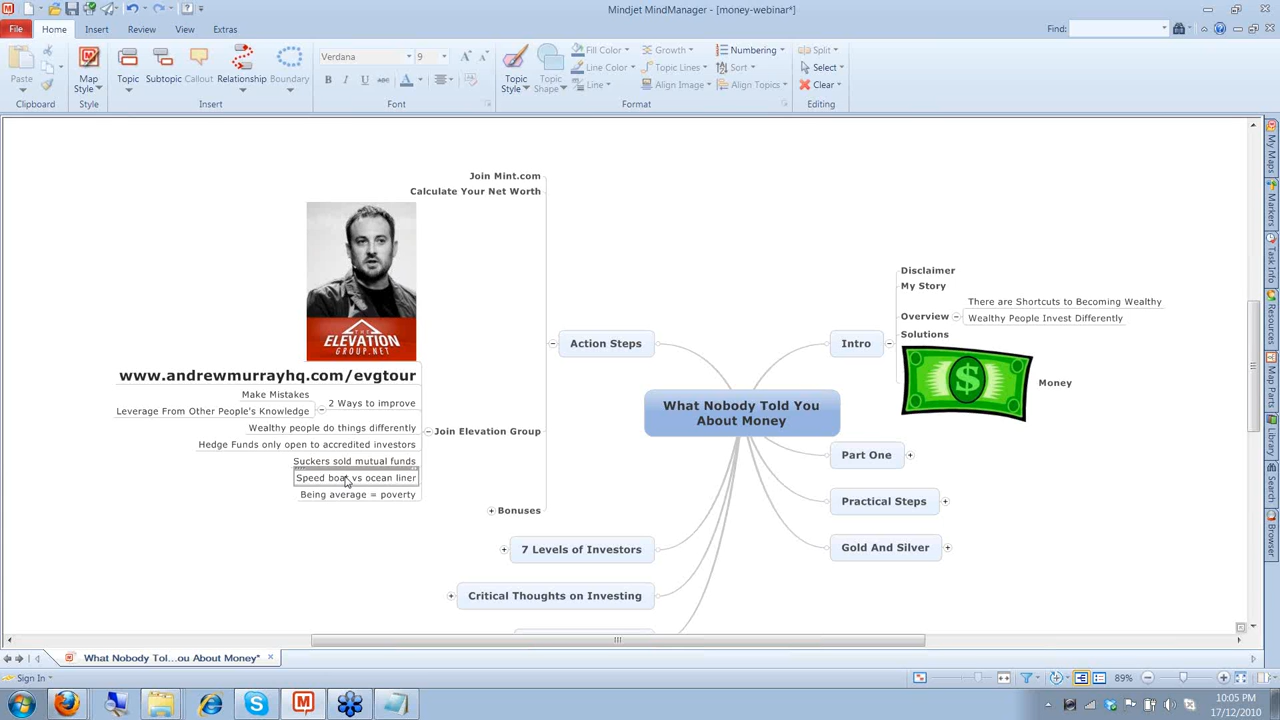 Mindjet MindManager - [money-webinar*]
File
Home
Insert
Review
View
Extras
Find:
Paste
Clipboard
Map
Style
Style
Topic
Subtopic
Callout
Relationship
Boundary
Insert
Verdana
9
Font
Topic
Style
Topic
Shape
Fill Color
Line Color
Line
Growth
Topic Lines
Align Image
Numbering
Sort
Align Topics
Format
Split
Select
Clear
Editing
Join Mint.com
Calculate Your Net Worth
THE
ELEVATION
GROUP.NET
www.andrewmurrayhq.com/evgtour
Make Mistakes
Leverage From Other People's Knowledge
2 Ways to improve
Wealthy people do things differently
Hedge Funds only open to accredited investors
Suckers sold mutual funds
Speed boat vs ocean liner
Being average = poverty
Join Elevation Group
Bonuses
Action Steps
7 Levels of Investors
Critical Thoughts on Investing
What Nobody Told You
About Money
Disclaimer
My Story
Overview
There are Shortcuts to Becoming Wealthy
Wealthy People Invest Differently
Solutions
Intro
$
Money
Part One
Practical Steps
Gold And Silver
My Maps
Markers
Task Info
Resources
Map Parts
Library
Browser
What Nobody Tol...ou About Money*
Sign In
89%
10:05 PM
17/12/2010